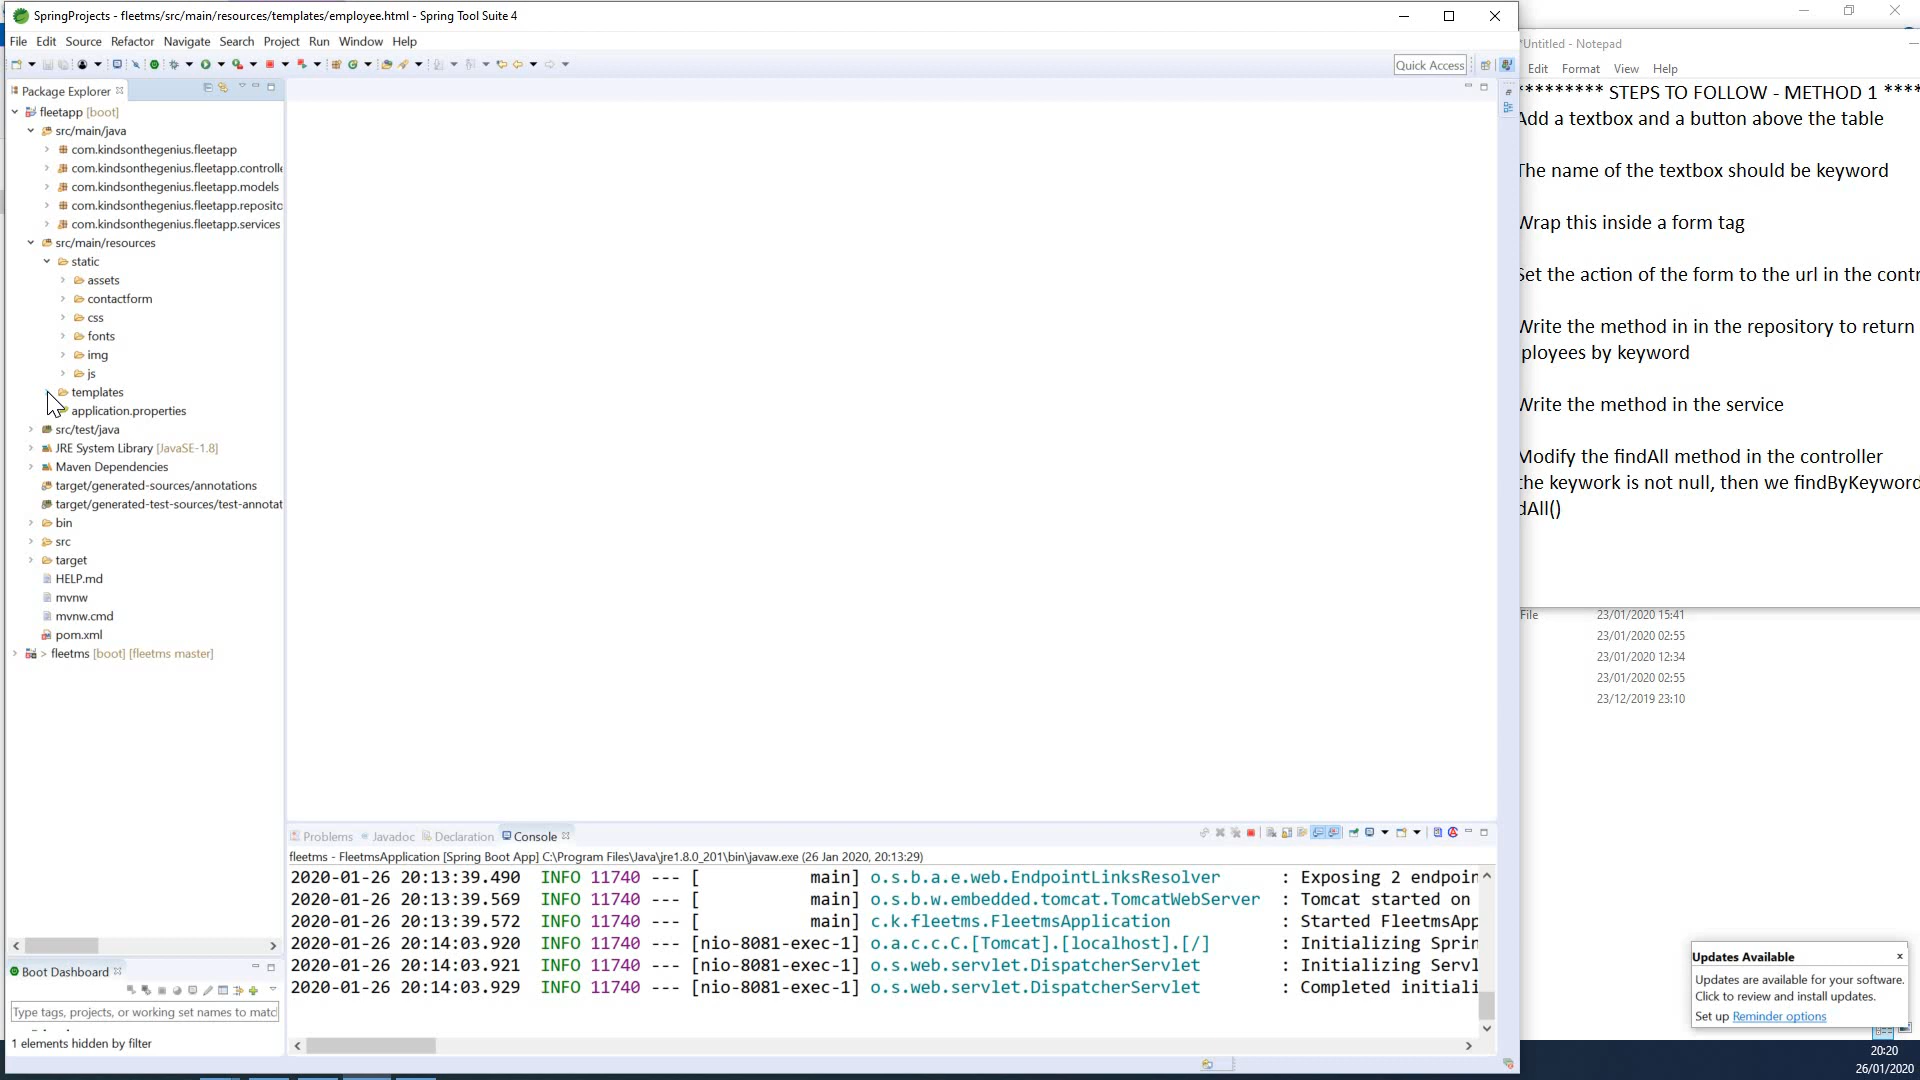 SpringProjects - fleetms/src/main/resources/templates/employee.html - Spring Tool Suite 4
File Edit Source Refactor Navigate Search Project Run Window Help
Quick Access
Package Explorer
fleetapp [boot]
src/main/java
com.kindsonthegenius.fleetapp
com.kindsonthegenius.fleetapp.controlle
com.kindsonthegenius.fleetapp.models
com.kindsonthegenius.fleetapp.reposito
com.kindsonthegenius.fleetapp.services
src/main/resources
static
assets
contactform
css
fonts
img
js
templates
application.properties
src/test/java
JRE System Library [JavaSE-1.8]
Maven Dependencies
target/generated-sources/annotations
target/generated-test-sources/test-annotat
bin
src
target
HELP.md
mvnw
mvnw.cmd
pom.xml
> fleetms [boot] [fleetms master]
Boot Dashboard
Type tags, projects, or working set names to matc
1 elements hidden by filter
Problems Javadoc Declaration Console
fleetms - FleetmsApplication [Spring Boot App] C:\Program Files\Java\jre1.8.0_201\bin\javaw.exe (26 Jan 2020, 20:13:29)
2020-01-26 20:13:39.490 INFO 11740 --- [ main] o.s.b.a.e.web.EndpointLinksResolver : Exposing 2 endpoin
2020-01-26 20:13:39.569 INFO 11740 --- [ main] o.s.b.w.embedded.tomcat.TomcatWebServer : Tomcat started on
2020-01-26 20:13:39.572 INFO 11740 --- [ main] c.k.fleetms.FleetmsApplication : Started FleetmsApp
2020-01-26 20:14:03.920 INFO 11740 --- [nio-8081-exec-1] o.a.c.c.C.[Tomcat].[localhost].[/] : Initializing Sprin
2020-01-26 20:14:03.921 INFO 11740 --- [nio-8081-exec-1] o.s.web.servlet.DispatcherServlet : Initializing Servl
2020-01-26 20:14:03.929 INFO 11740 --- [nio-8081-exec-1] o.s.web.servlet.DispatcherServlet : Completed initiali
*Untitled - Notepad
Edit Format View Help
********* STEPS TO FOLLOW - METHOD 1 ****
Add a textbox and a button above the table
The name of the textbox should be keyword
Wrap this inside a form tag
Set the action of the form to the url in the contr
Write the method in in the repository to return
ployees by keyword
Write the method in the service
Modify the findAll method in the controller
the keywork is not null, then we findByKeyword
dAll()
File 23/01/2020 15:41
23/01/2020 02:55
23/01/2020 12:34
23/01/2020 02:55
23/12/2019 23:10
Updates Available
Updates are available for your software.
Click to review and install updates.
Set up Reminder options
20:20
26/01/2020